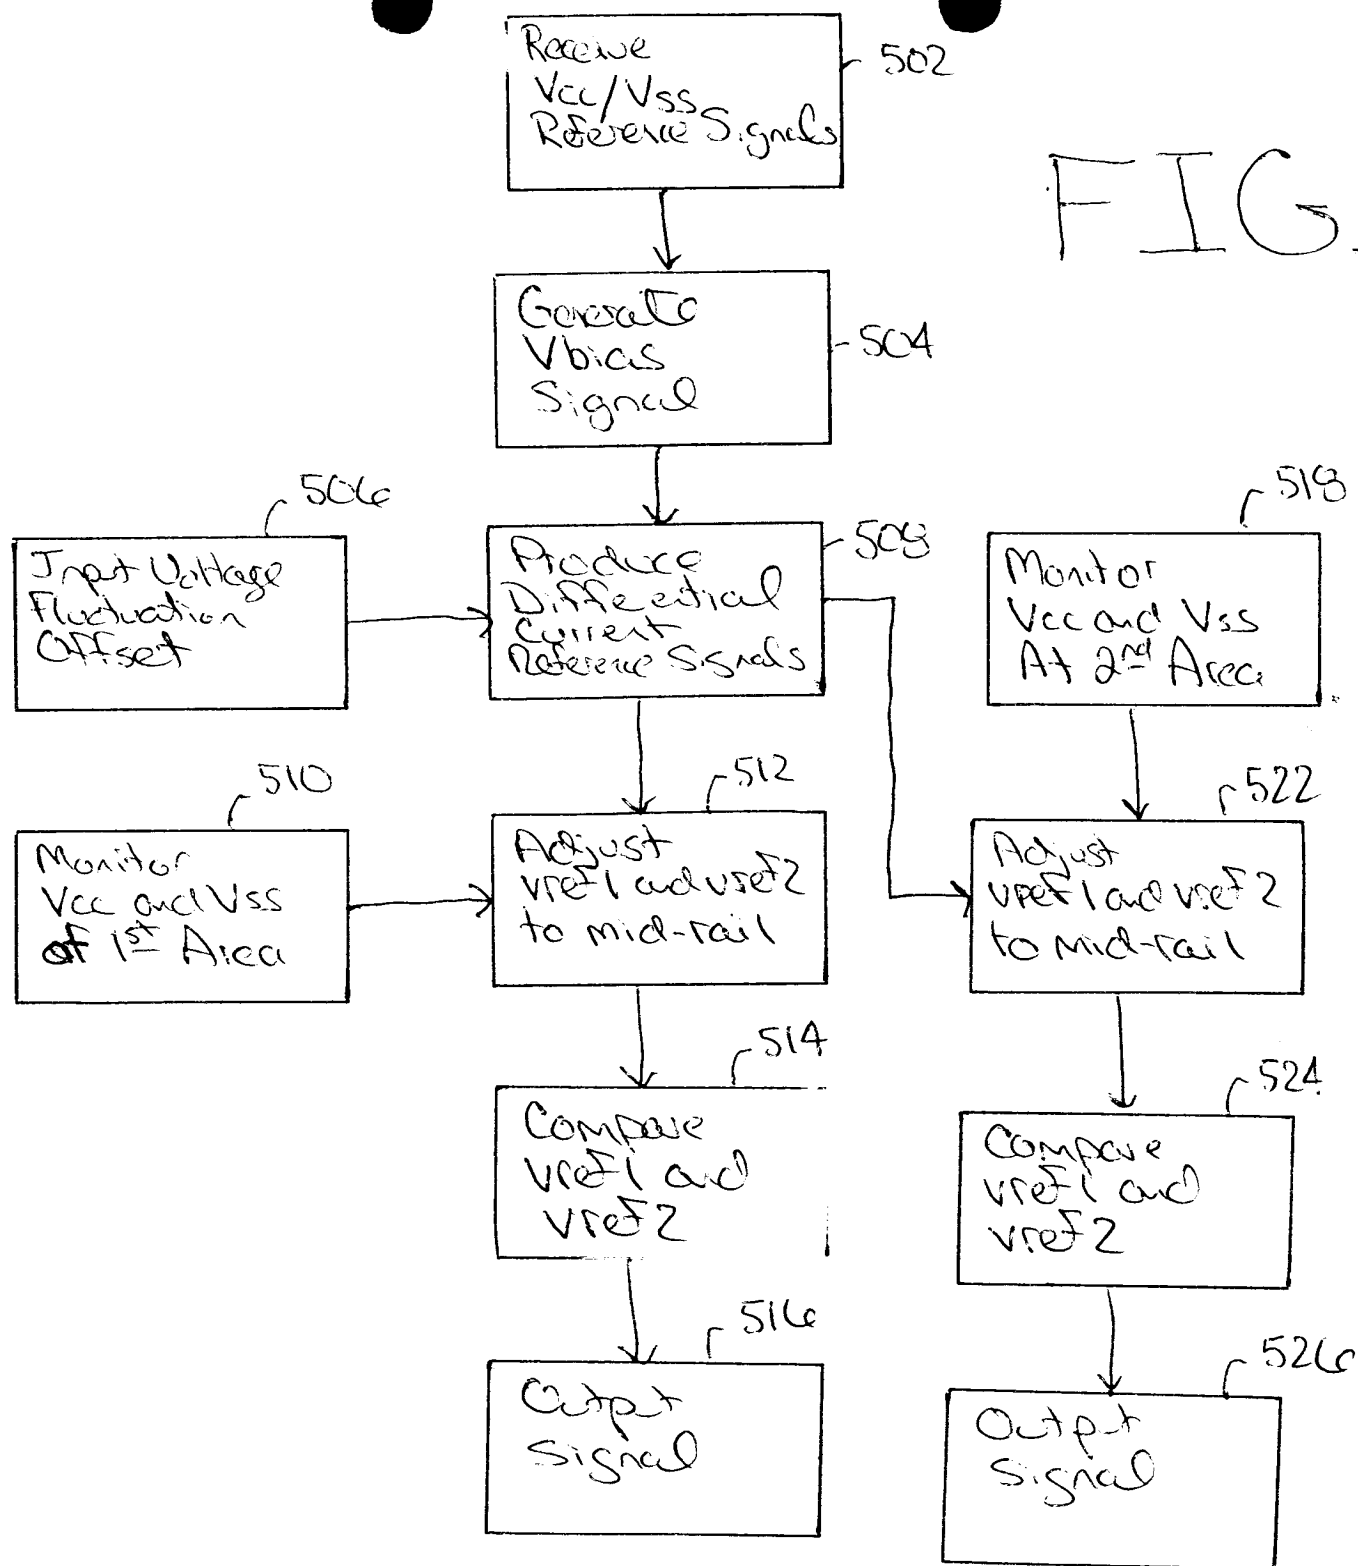 Receive
Vcc/Vss
Reference Signals
502
FIG.
Generate
Vbias
Signal
504
506
Input Voltage
Fluctuation
Offset
Produce
Differential
Current
Reference Signals
508
518
Monitor
Vcc and Vss
At 2nd Area
510
Monitor
Vcc and Vss
of 1st Area
512
Adjust
vref1 and vref2
to mid-rail
522
Adjust
vref1 and vref2
to mid-rail
514
Compare
vref1 and
vref2
524
Compare
vref1 and
vref2
516
Output
Signal
526
Output
Signal